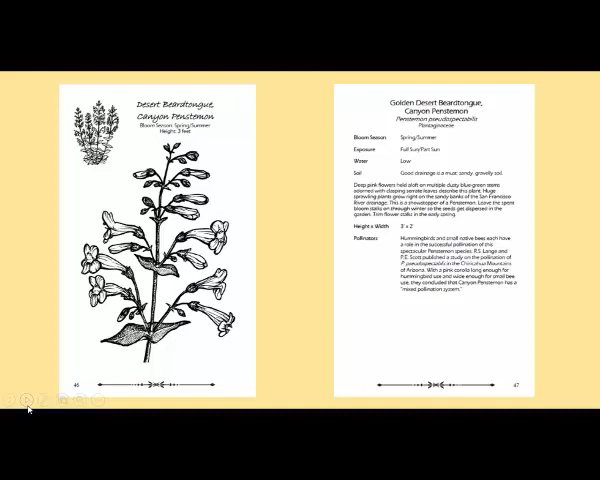 Desert Beardtongue,
Canyon Penstemon
Bloom Season: Spring/Summer
Height: 3 feet
46
Golden Desert Beardtongue,
Canyon Penstemon
Penstemon pseudospectabilis
Plantaginaceae
Bloom Season Spring/Summer
Exposure Full Sun/Part Sun
Water Low
Soil Good drainage is a must; sandy, gravelly soil.
Deep pink flowers held aloft on multiple dusty blue-green stems
adorned with clasping serrate leaves describe this plant. Huge
sprawling plants grow right on the sandy banks of the San Francisco
River drainage. This is a showstopper of a Penstemon. Leave the spent
bloom stalks on through winter so the seeds get dispersed in the
garden. Trim flower stalks in the early spring.
Height x Width 3' x 2'
Pollinators Hummingbirds and small native bees each have
a role in the successful pollination of this
spectacular Penstemon species. R.S. Lange and
P.E. Scott published a study on the pollination of
P. pseudospectabilis in the Chiricahua Mountains
of Arizona. With a pink corolla long enough for
hummingbird use and wide enough for small bee
use, they concluded that Canyon Penstemon has a
"mixed pollination system."
47